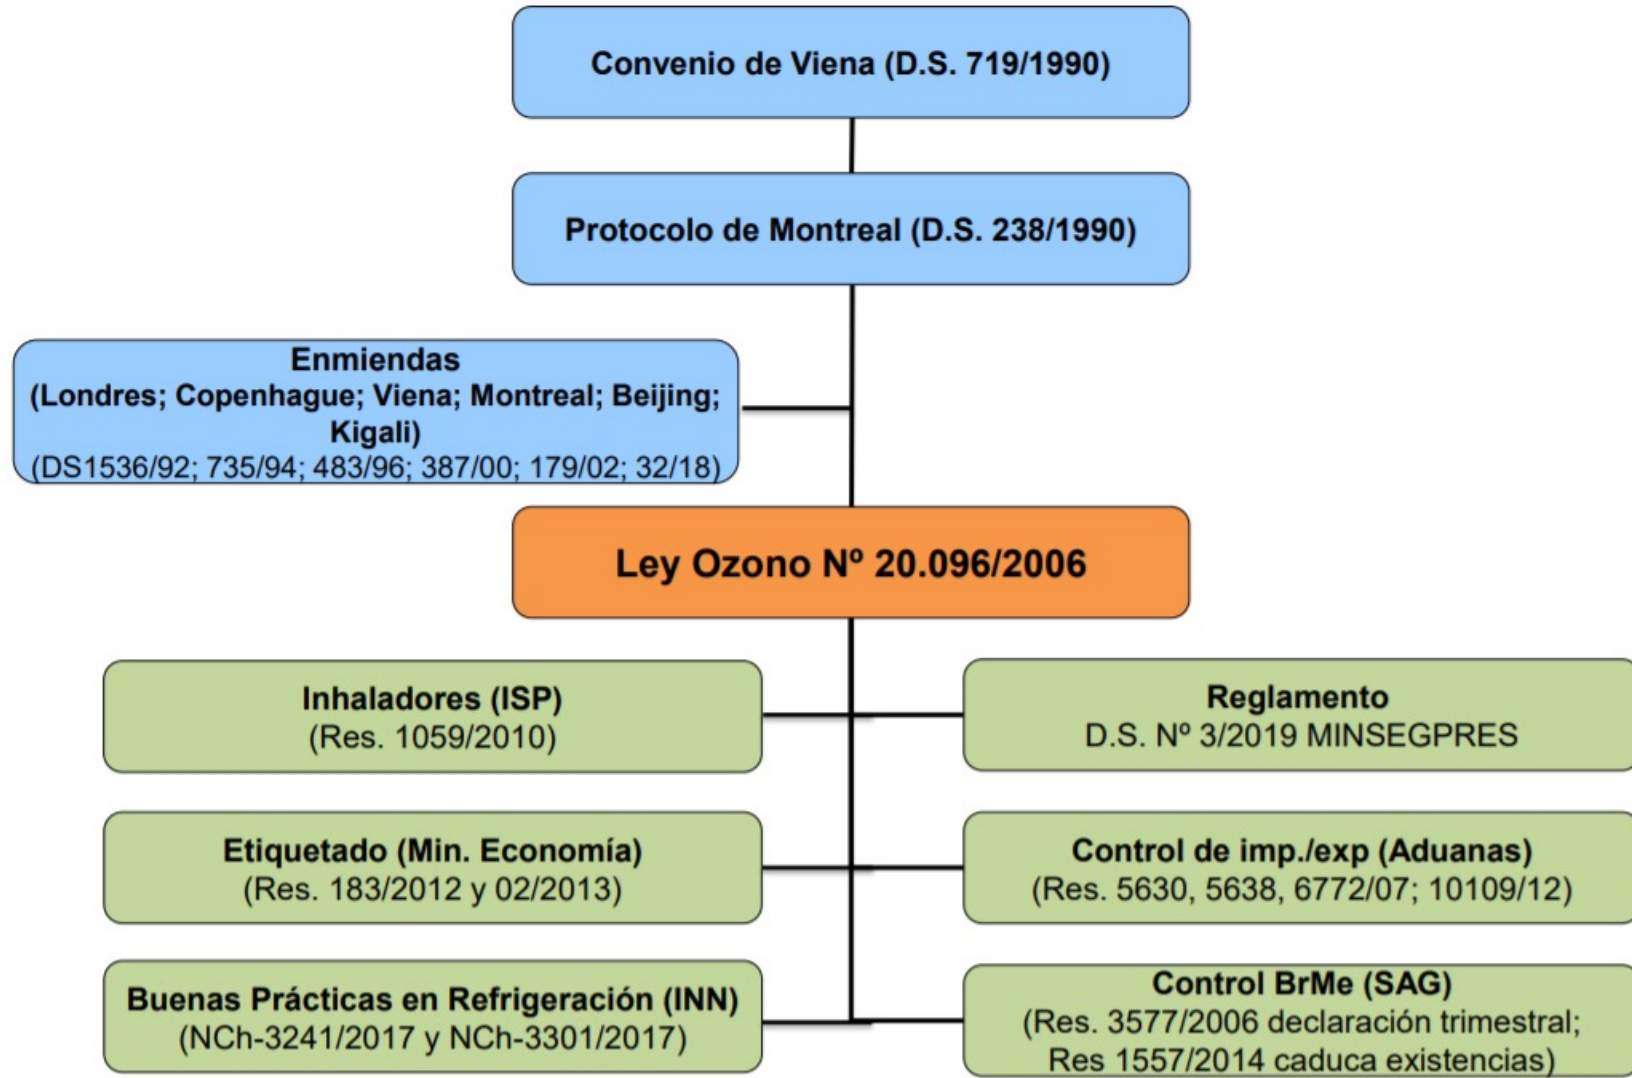 Convenio de Viena (D.S. 719/1990)
Protocolo de Montreal (D.S. 238/1990)
Enmiendas
(Londres; Copenhague; Viena; Montreal; Beijing;
Kigali)
(DS1536/92; 735/94; 483/96; 387/00; 179/02; 32/18)
Ley Ozono Nº 20.096/2006
Inhaladores (ISP)
(Res. 1059/2010)
Reglamento
D.S. Nº 3/2019 MINSEGPRES
Etiquetado (Min. Economía)
(Res. 183/2012 y 02/2013)
Control de imp./exp (Aduanas)
(Res. 5630, 5638, 6772/07; 10109/12)
Buenas Prácticas en Refrigeración (INN)
(NCh-3241/2017 y NCh-3301/2017)
Control BrMe (SAG)
(Res. 3577/2006 declaración trimestral;
Res 1557/2014 caduca existencias)